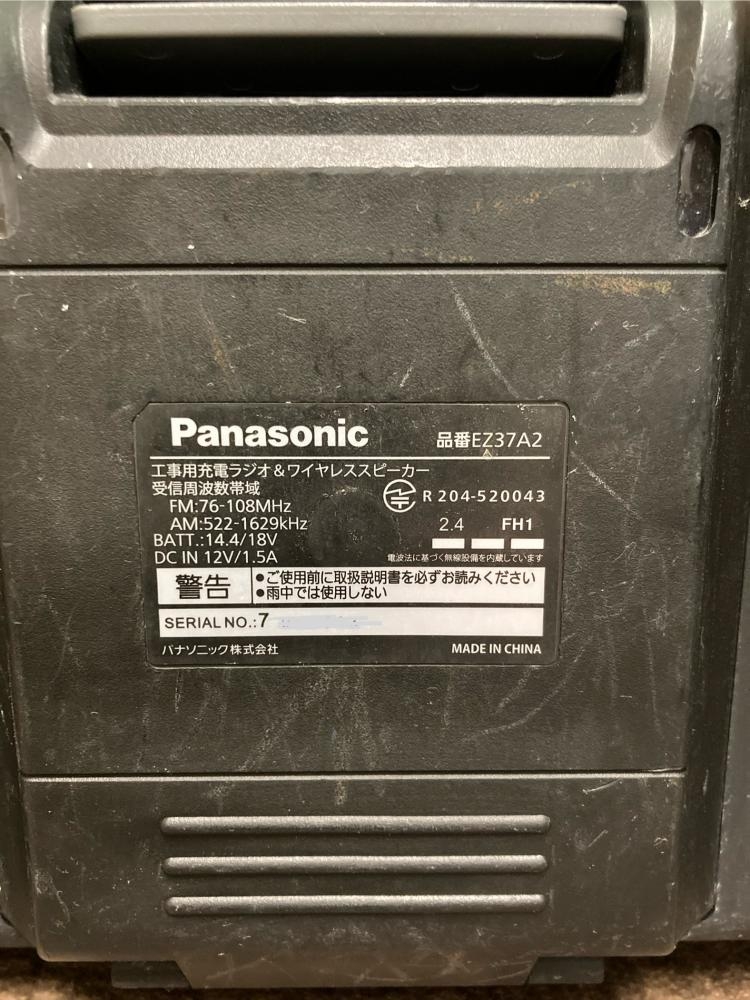 Panasonic 品番EZ37A2
工事用充電ラジオ&ワイヤレススピーカー
受信周波数帯域
FM:76-108MHz
AM:522-1629kHz
BATT.:14.4/18V
DC IN 12V/1.5A
R 204-520043
2.4 FH1
電波法に基づく無線設備を内蔵しています
警告
●ご使用前に取扱説明書を必ずお読みください
●雨中では使用しない
SERIAL NO.:7
パナソニック株式会社 MADE IN CHINA